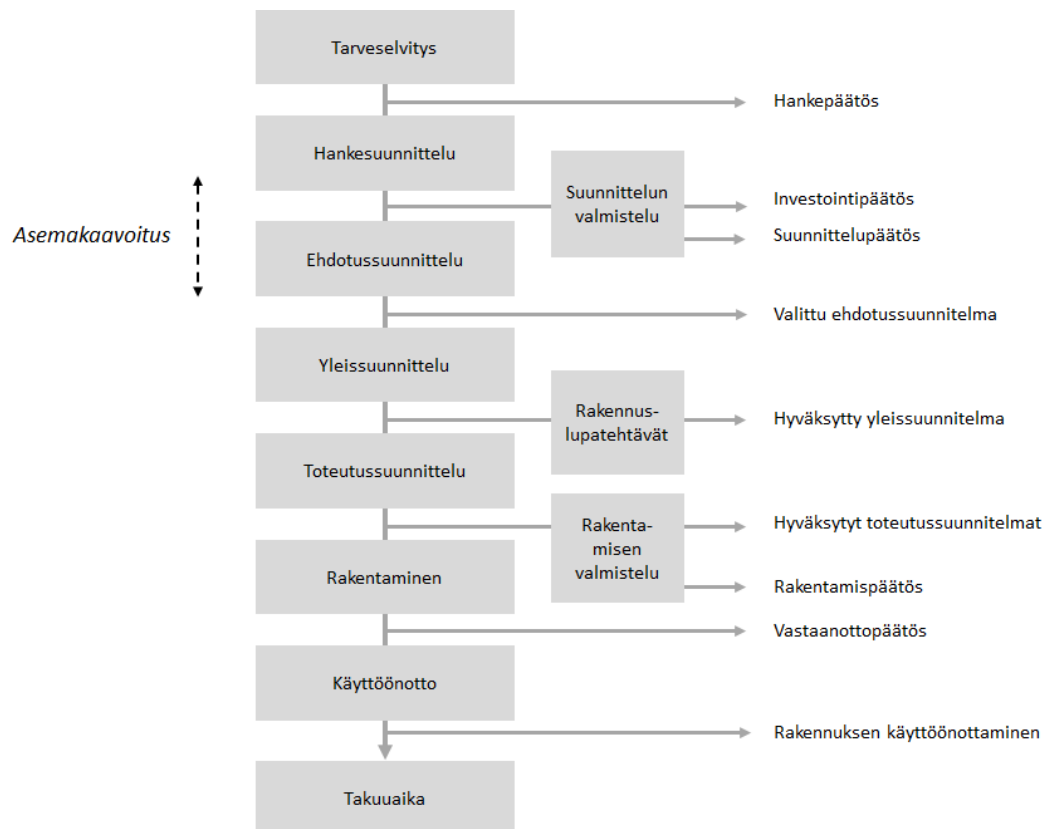 Tarveselvitys
Hankepäätös
Hankesuunnittelu
Suunnittelun
valmistelu
Investointipäätös
Suunnittelupäätös
Asemakaavoitus
Ehdotussuunnittelu
Valittu ehdotussuunnitelma
Yleissuunnittelu
Rakennus-
lupatehtävät
Hyväksytty yleissuunnitelma
Toteutussuunnittelu
Rakenta-
misen
valmistelu
Hyväksytyt toteutussuunnitelmat
Rakentamispäätös
Rakentaminen
Vastaanottopäätös
Käyttöönotto
Rakennuksen käyttöönottaminen
Takuuaika